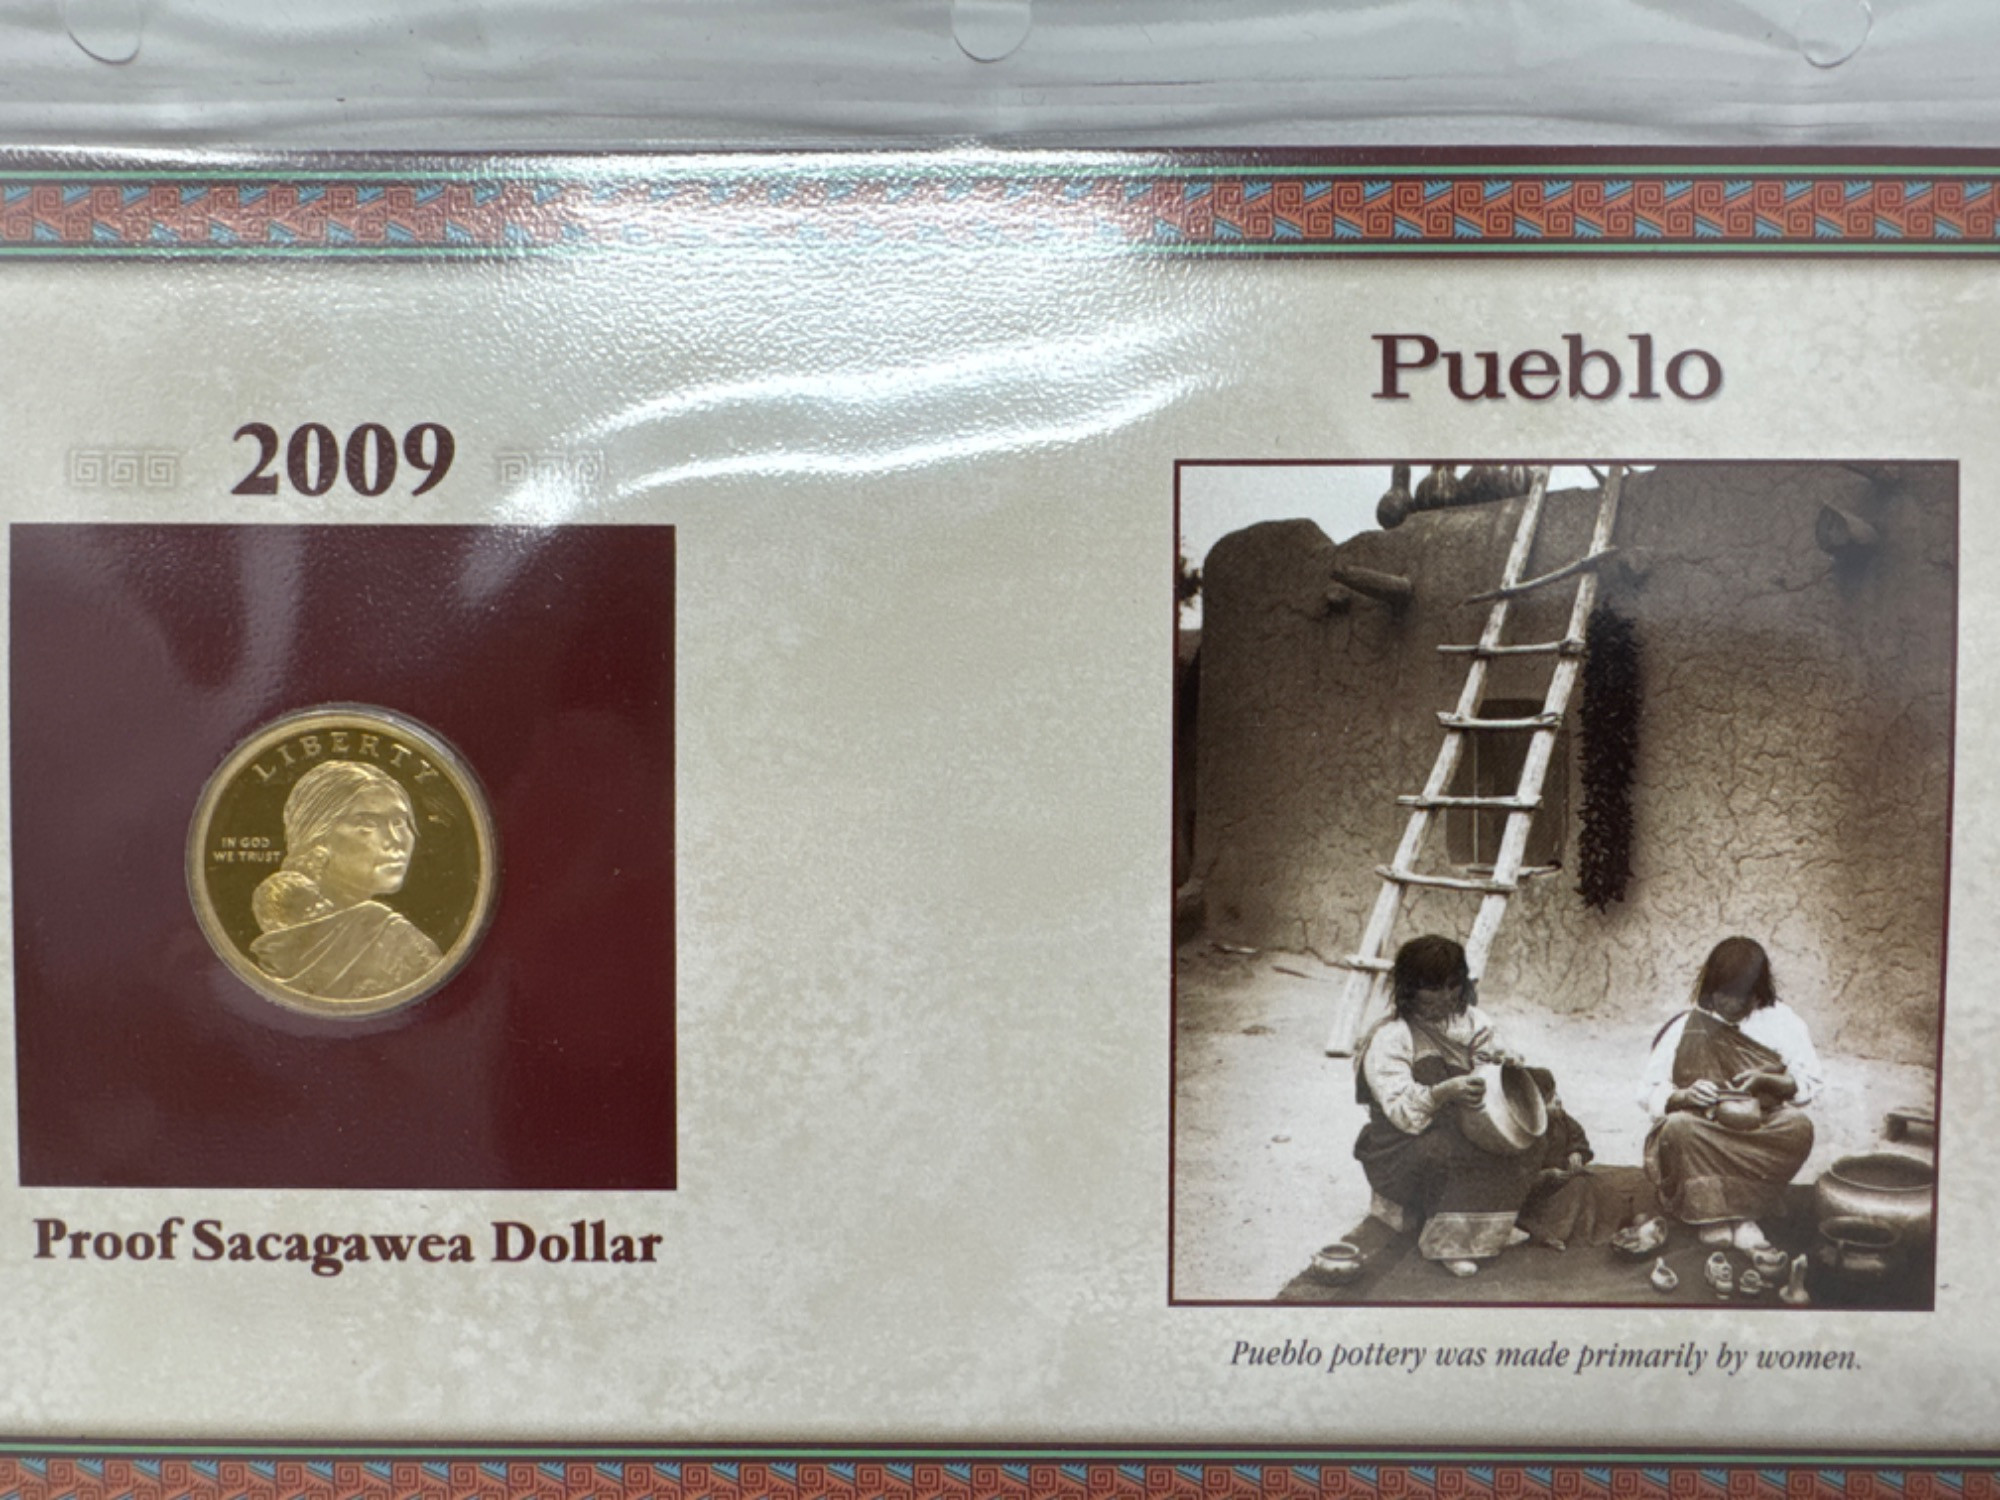 Pueblo
2009
LIBERTY
IN GOD
WE TRUST
Proof Sacagawea Dollar
Pueblo pottery was made primarily by women.